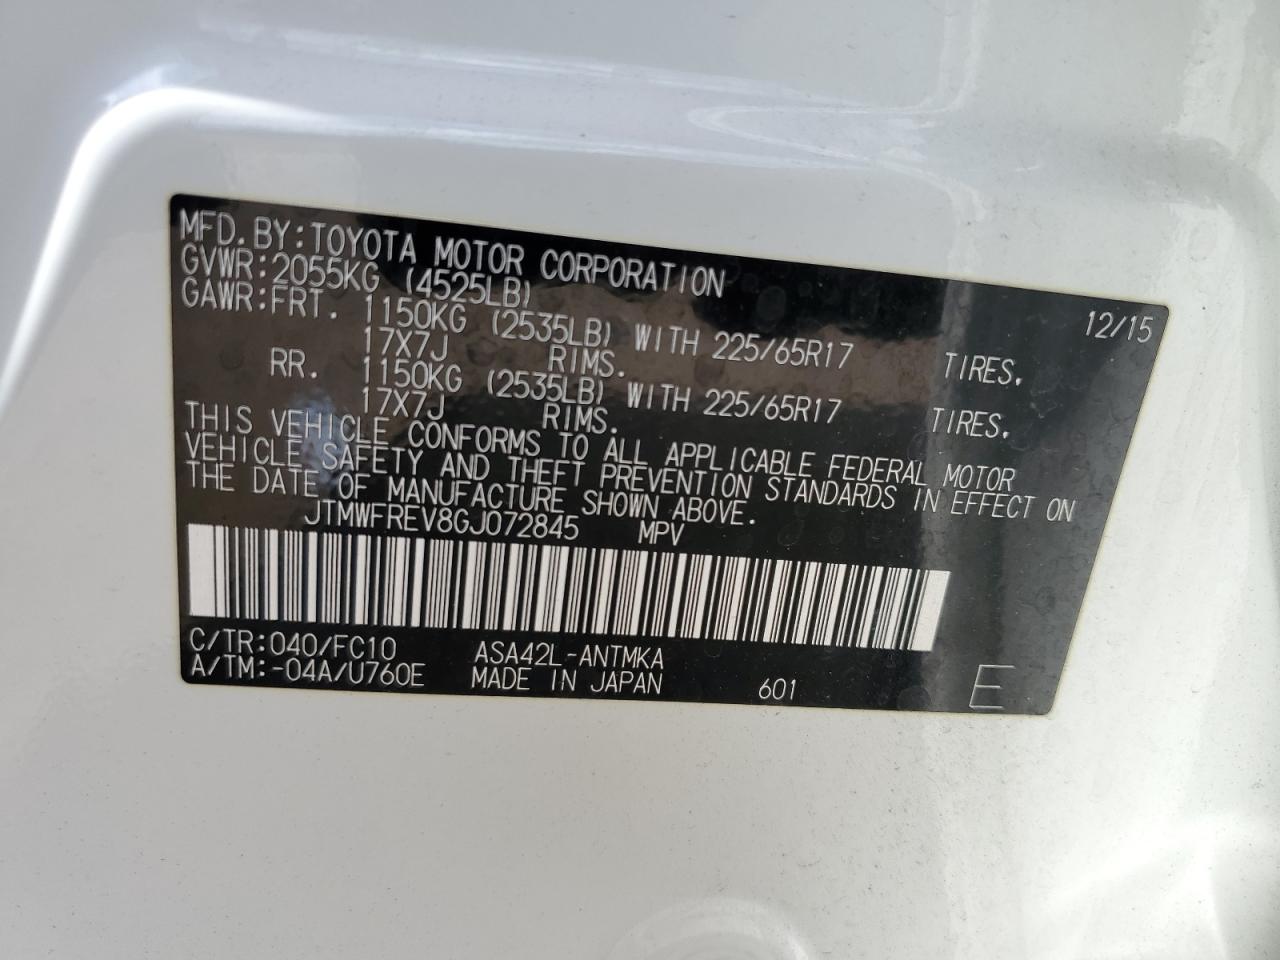 MFD. BY: TOYOTA MOTOR CORPORATION 12/15
GVWR: 2055KG (4525LB)
GAWR: FRT. 1150KG (2535LB) WITH 225/65R17 TIRES,
17X7J RIMS.
RR. 1150KG (2535LB) WITH 225/65R17 TIRES,
17X7J RIMS.
THIS VEHICLE CONFORMS TO ALL APPLICABLE FEDERAL MOTOR
VEHICLE SAFETY AND THEFT PREVENTION STANDARDS IN EFFECT ON
THE DATE OF MANUFACTURE SHOWN ABOVE.
JTMWFREV8GJ072845 MPV
C/TR: 040/FC10 ASA42L-ANTMKA
A/TM: -04A/U760E MADE IN JAPAN 601 E